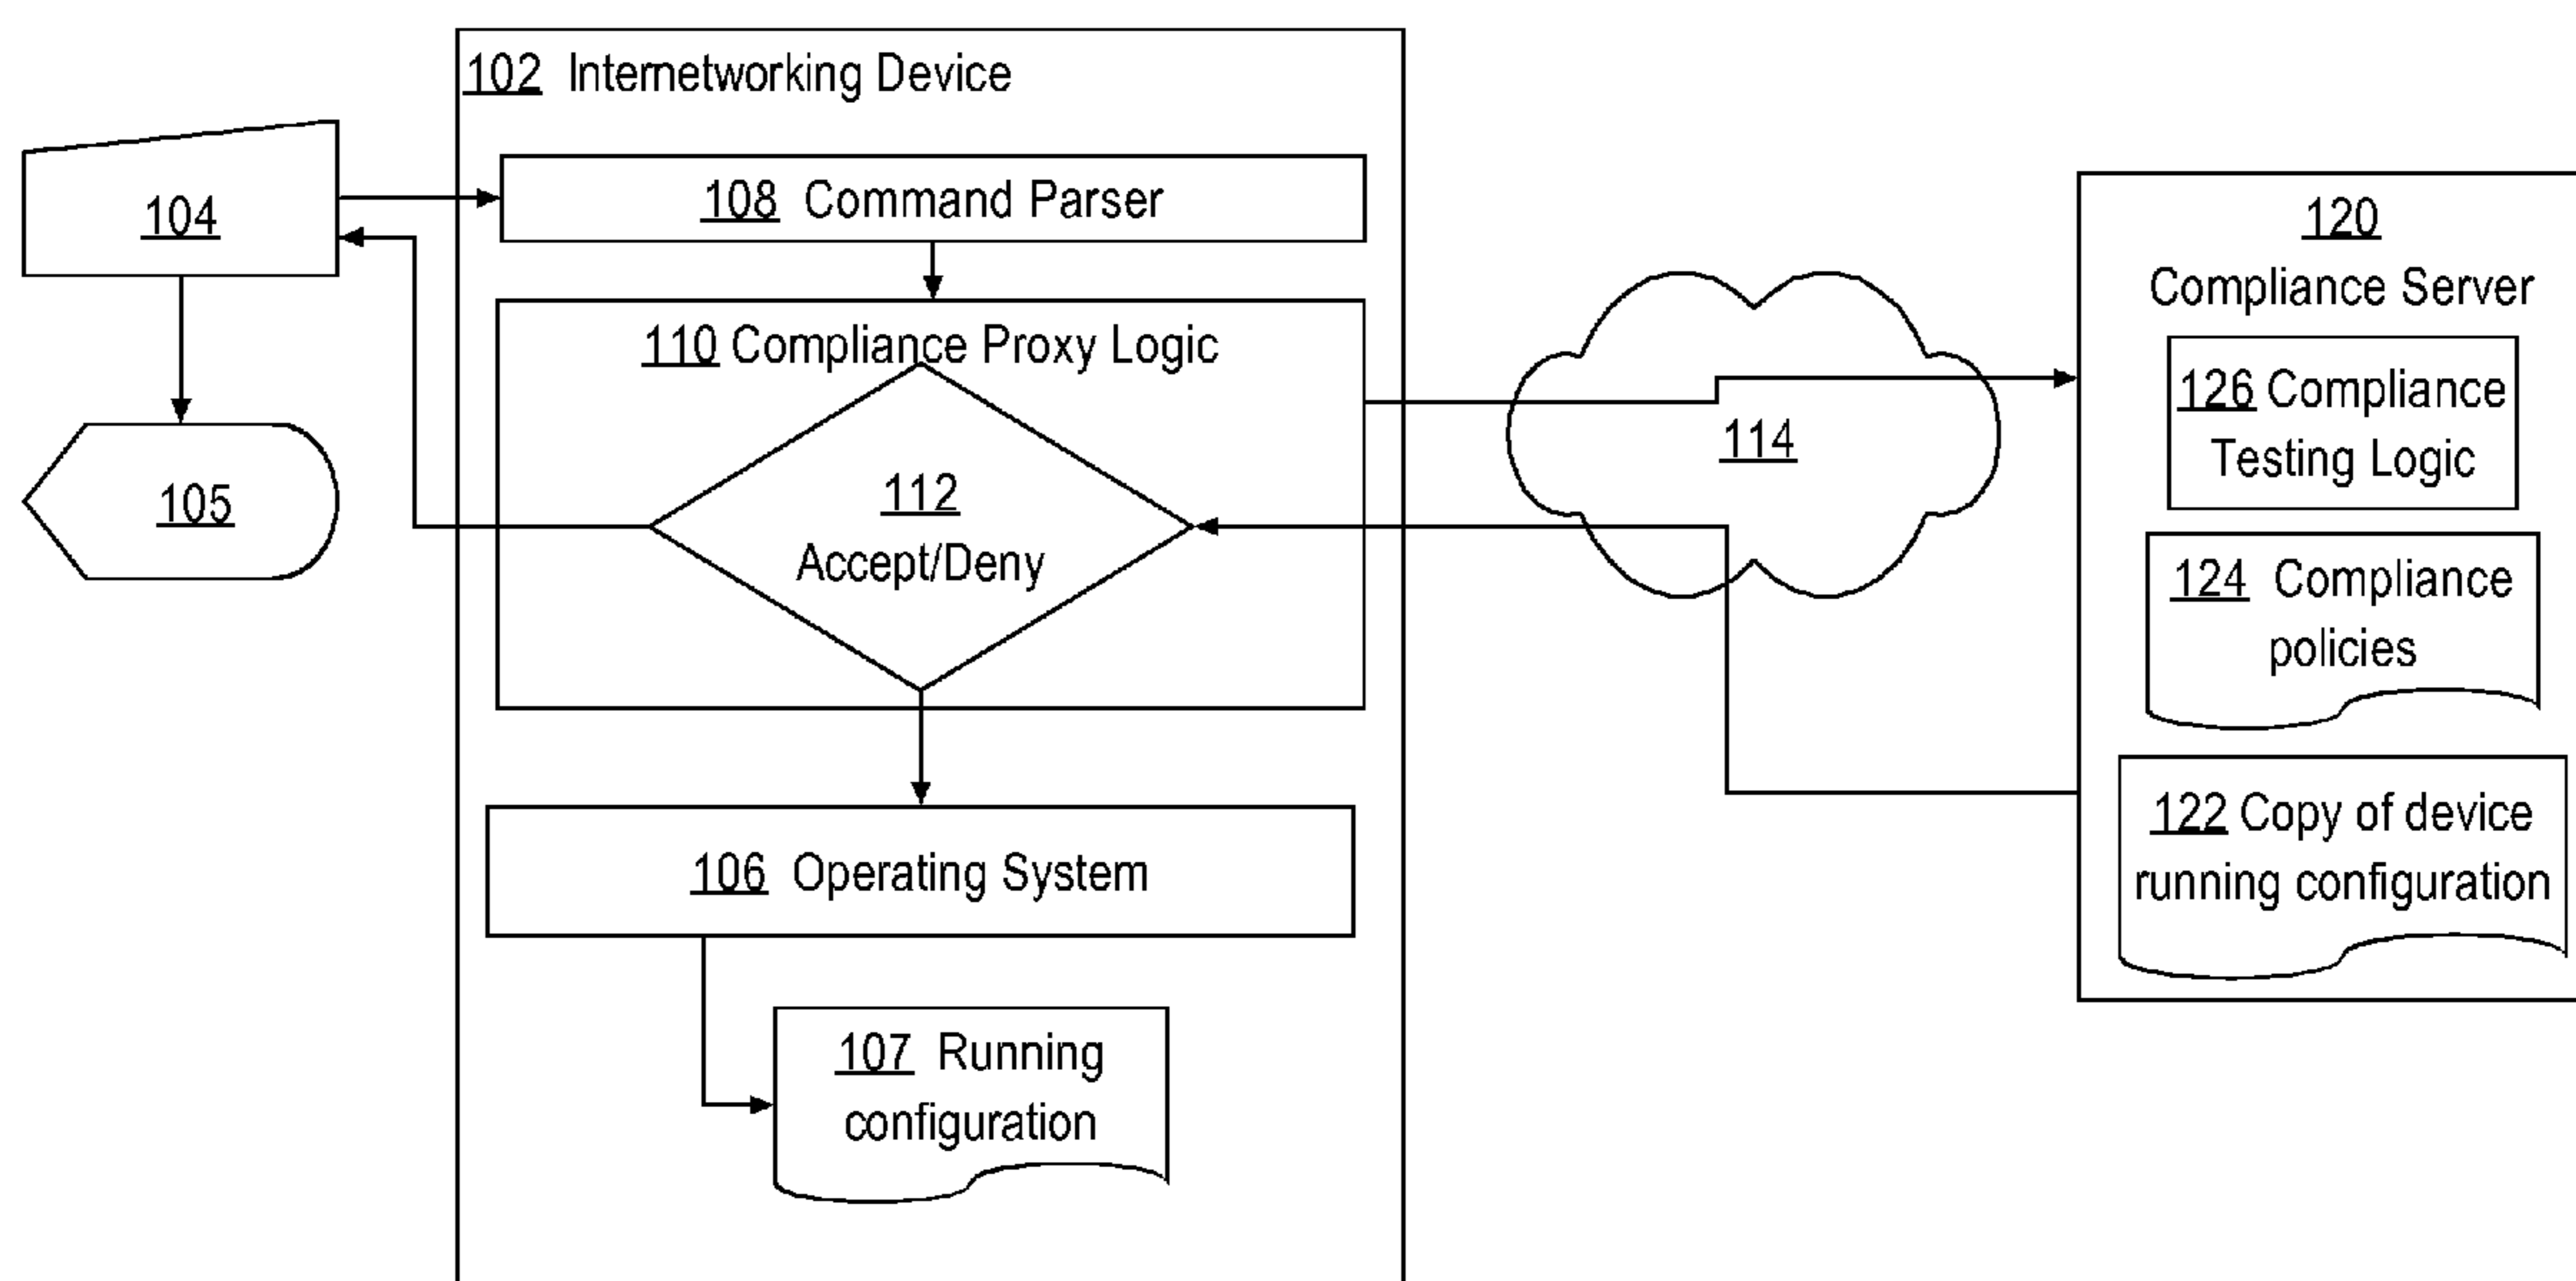 102 Internetworking Device
104
108 Command Parser
110 Compliance Proxy Logic
112
Accept/Deny
105
114
106 Operating System
107 Running
configuration
120
Compliance Server
126 Compliance
Testing Logic
124 Compliance
policies
122 Copy of device
running configuration